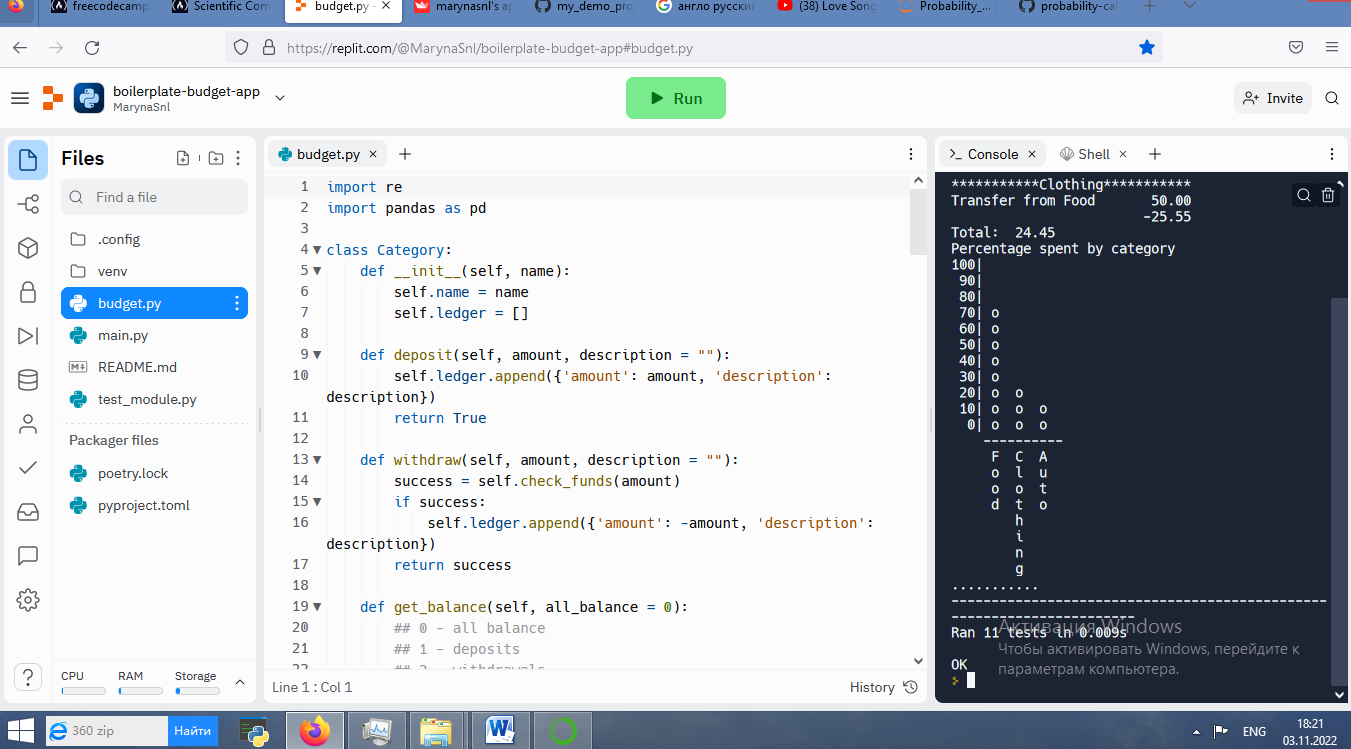 freecodecamp
Scientific Com
budget.py -
marynasnl's ap
my_demo_pro
англо русский
(38) Love Song
Probability_...
probability-cal
https://replit.com/@MarynaSnl/boilerplate-budget-app#budget.py
boilerplate-budget-app
MarynaSnl
Run
Invite
Files
Find a file
.config
venv
budget.py
main.py
README.md
test_module.py
Packager files
poetry.lock
pyproject.toml
CPU
RAM
Storage
budget.py
1 import re
2 import pandas as pd
3
4 class Category:
5 def __init__(self, name):
6 self.name = name
7 self.ledger = []
8
9 def deposit(self, amount, description = ""):
10 self.ledger.append({'amount': amount, 'description':
description})
11 return True
12
13 def withdraw(self, amount, description = ""):
14 success = self.check_funds(amount)
15 if success:
16 self.ledger.append({'amount': -amount, 'description':
description})
17 return success
18
19 def get_balance(self, all_balance = 0):
20 ## 0 - all balance
21 ## 1 - deposits
22 ## 2 - withdrawals
Line 1 : Col 1
History
Console
Shell
***********Clothing***********
Transfer from Food       50.00
                        -25.55
Total:  24.45
Percentage spent by category
100|
 90|
 80|
 70| o
 60| o
 50| o
 40| o
 30| o
 20| o  o
 10| o  o  o
  0| o  o  o
    ----------
     F  C  A
     o  l  u
     o  o  t
     d  t  o
        h
        i
        n
        g
...........
----------------------------------------------------------------------
Ran 11 tests in 0.009s
OK
Активация Windows
Чтобы активировать Windows, перейдите к
параметрам компьютера.
360 zip
Найти
ENG
18:21
03.11.2022